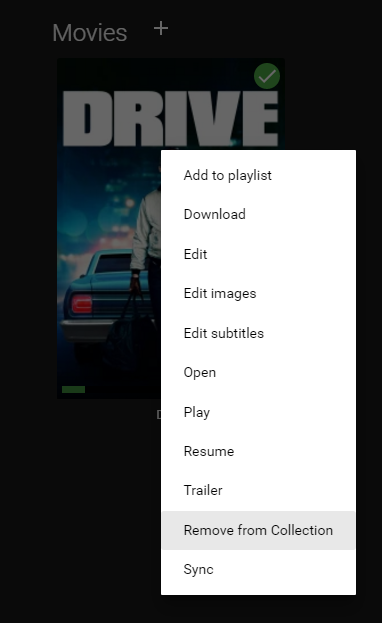 Movies +
DRIVE
Add to playlist
Download
Edit
Edit images
Edit subtitles
Open
Play
Resume
Trailer
Remove from Collection
Sync